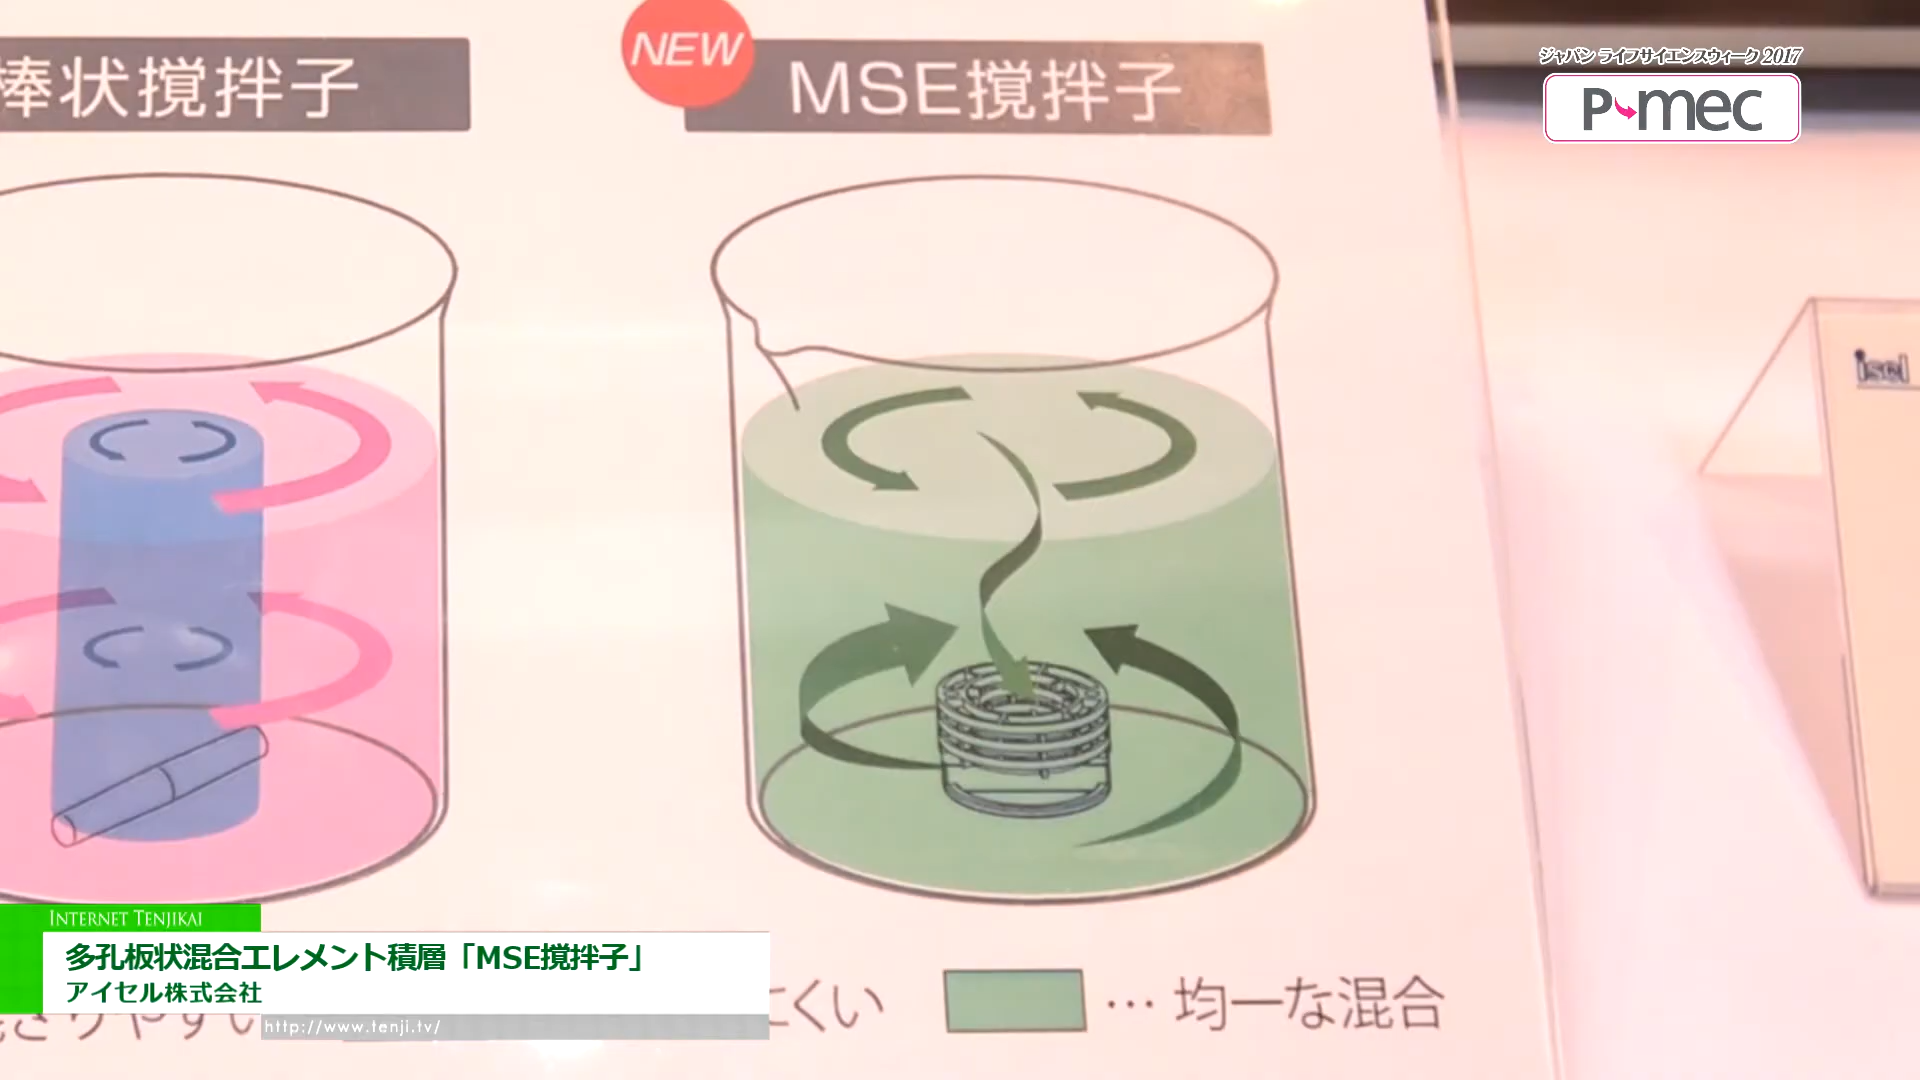 棒状撹拌子
NEW
MSE撹拌子
ジャパン ライフサイエンスウィーク 2017
P-mec
isel
INTERNET TENJIKAI
多孔板状混合エレメント積層「MSE撹拌子」
アイセル株式会社
http://www.tenji.tv/
くい
… 均一な混合